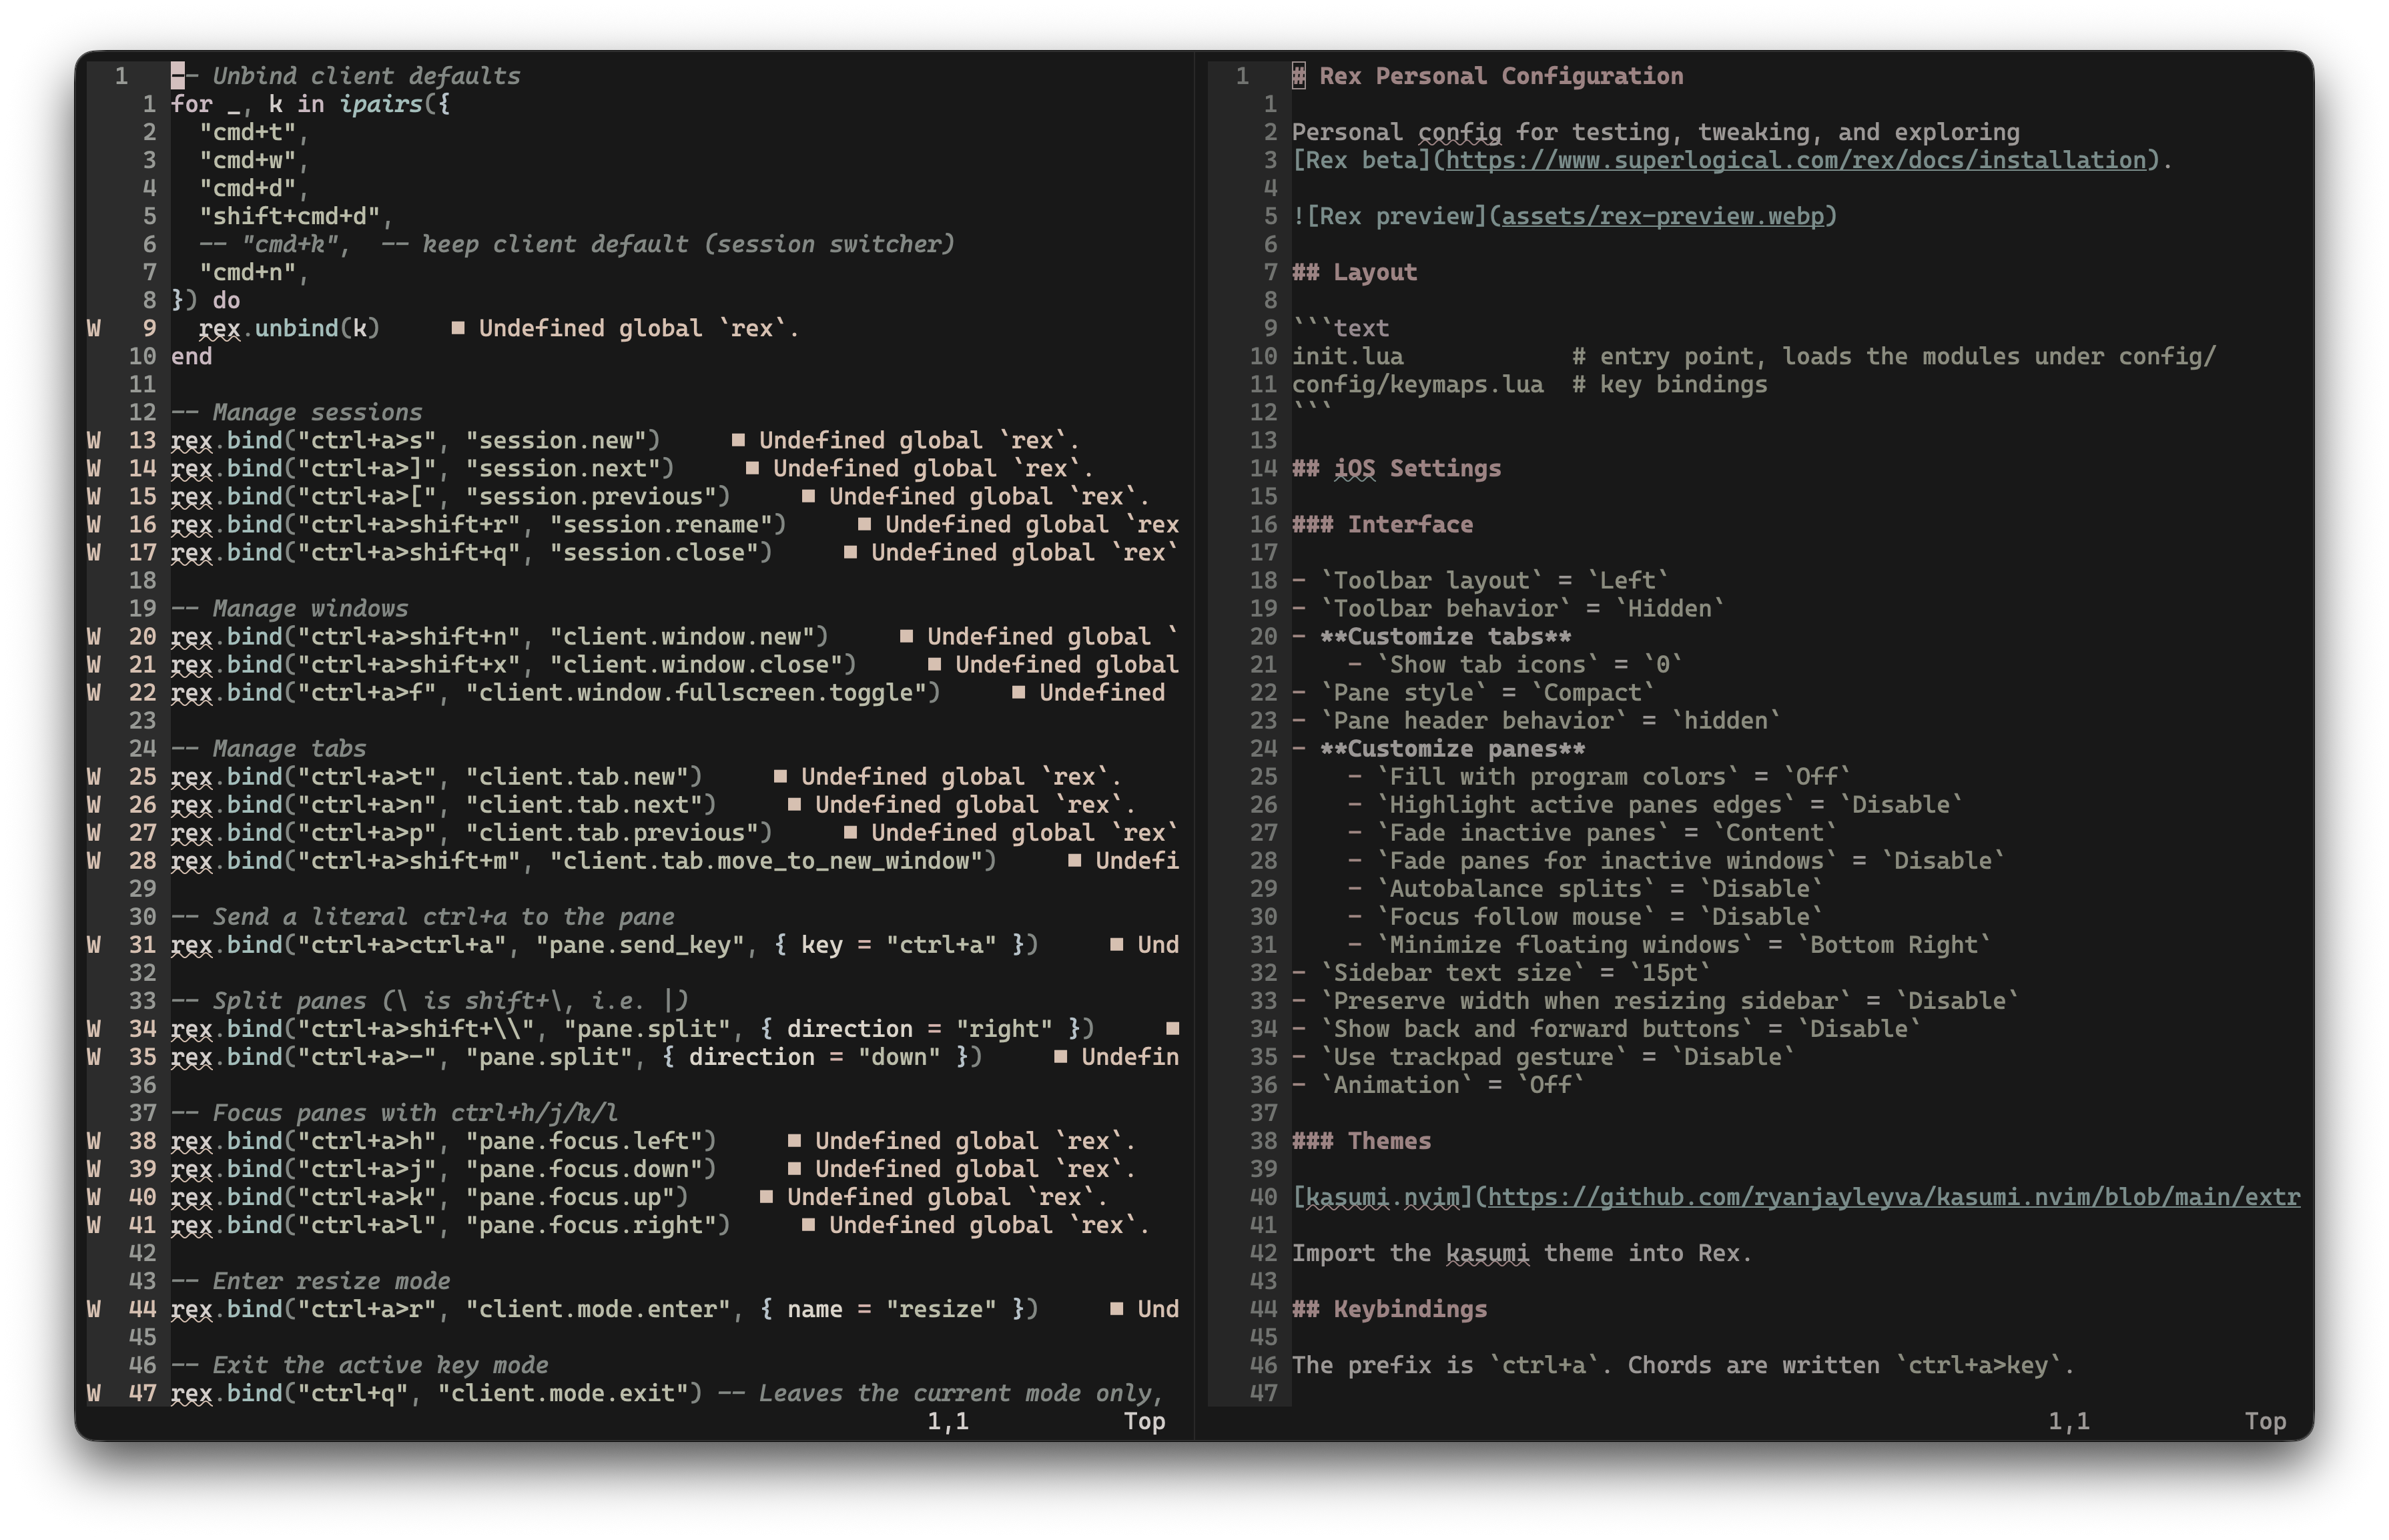 1 -- Unbind client defaults
1 for _, k in ipairs({
2 "cmd+t",
3 "cmd+w",
4 "cmd+d",
5 "shift+cmd+d",
6 -- "cmd+k",  -- keep client default (session switcher)
7 "cmd+n",
8 }) do
W 9 rex.unbind(k) ■ Undefined global `rex`.
10 end
11
12 -- Manage sessions
W 13 rex.bind("ctrl+a>s", "session.new") ■ Undefined global `rex`.
W 14 rex.bind("ctrl+a>]", "session.next") ■ Undefined global `rex`.
W 15 rex.bind("ctrl+a>[", "session.previous") ■ Undefined global `rex`.
W 16 rex.bind("ctrl+a>shift+r", "session.rename") ■ Undefined global `rex
W 17 rex.bind("ctrl+a>shift+q", "session.close") ■ Undefined global `rex`
18
19 -- Manage windows
W 20 rex.bind("ctrl+a>shift+n", "client.window.new") ■ Undefined global `
W 21 rex.bind("ctrl+a>shift+x", "client.window.close") ■ Undefined global
W 22 rex.bind("ctrl+a>f", "client.window.fullscreen.toggle") ■ Undefined
23
24 -- Manage tabs
W 25 rex.bind("ctrl+a>t", "client.tab.new") ■ Undefined global `rex`.
W 26 rex.bind("ctrl+a>n", "client.tab.next") ■ Undefined global `rex`.
W 27 rex.bind("ctrl+a>p", "client.tab.previous") ■ Undefined global `rex`
W 28 rex.bind("ctrl+a>shift+m", "client.tab.move_to_new_window") ■ Undefi
29
30 -- Send a literal ctrl+a to the pane
W 31 rex.bind("ctrl+a>ctrl+a", "pane.send_key", { key = "ctrl+a" }) ■ Und
32
33 -- Split panes (\ is shift+\, i.e. |)
W 34 rex.bind("ctrl+a>shift+\\", "pane.split", { direction = "right" }) ■
W 35 rex.bind("ctrl+a>-", "pane.split", { direction = "down" }) ■ Undefin
36
37 -- Focus panes with ctrl+h/j/k/l
W 38 rex.bind("ctrl+a>h", "pane.focus.left") ■ Undefined global `rex`.
W 39 rex.bind("ctrl+a>j", "pane.focus.down") ■ Undefined global `rex`.
W 40 rex.bind("ctrl+a>k", "pane.focus.up") ■ Undefined global `rex`.
W 41 rex.bind("ctrl+a>l", "pane.focus.right") ■ Undefined global `rex`.
42
43 -- Enter resize mode
W 44 rex.bind("ctrl+a>r", "client.mode.enter", { name = "resize" }) ■ Und
45
46 -- Exit the active key mode
W 47 rex.bind("ctrl+q", "client.mode.exit") -- Leaves the current mode only,
1,1 Top
1 # Rex Personal Configuration
1
2 Personal config for testing, tweaking, and exploring
3 [Rex beta](https://www.superlogical.com/rex/docs/installation).
4
5 ![Rex preview](assets/rex-preview.webp)
6
7 ## Layout
8
9 ```text
10 init.lua            # entry point, loads the modules under config/
11 config/keymaps.lua  # key bindings
12 ```
13
14 ## iOS Settings
15
16 ### Interface
17
18 - `Toolbar layout` = `Left`
19 - `Toolbar behavior` = `Hidden`
20 - **Customize tabs**
21 - `Show tab icons` = `0`
22 - `Pane style` = `Compact`
23 - `Pane header behavior` = `hidden`
24 - **Customize panes**
25 - `Fill with program colors` = `Off`
26 - `Highlight active panes edges` = `Disable`
27 - `Fade inactive panes` = `Content`
28 - `Fade panes for inactive windows` = `Disable`
29 - `Autobalance splits` = `Disable`
30 - `Focus follow mouse` = `Disable`
31 - `Minimize floating windows` = `Bottom Right`
32 - `Sidebar text size` = `15pt`
33 - `Preserve width when resizing sidebar` = `Disable`
34 - `Show back and forward buttons` = `Disable`
35 - `Use trackpad gesture` = `Disable`
36 - `Animation` = `Off`
37
38 ### Themes
39
40 [kasumi.nvim](https://github.com/ryanjayleyva/kasumi.nvim/blob/main/extr
41
42 Import the kasumi theme into Rex.
43
44 ## Keybindings
45
46 The prefix is `ctrl+a`. Chords are written `ctrl+a>key`.
47
1,1 Top